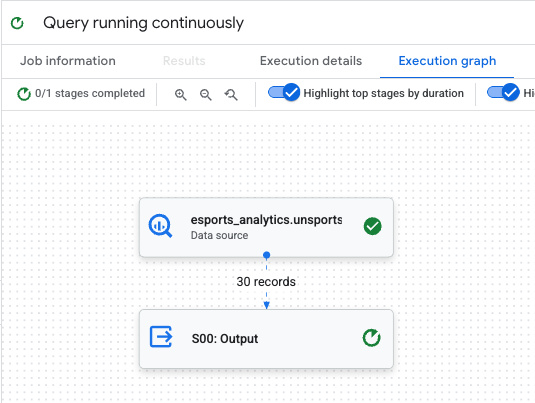 Query running continuously
Job information Results Execution details Execution graph
0/1 stages completed Highlight top stages by duration Hi
esports_analytics.unsports
Data source
30 records
S00: Output